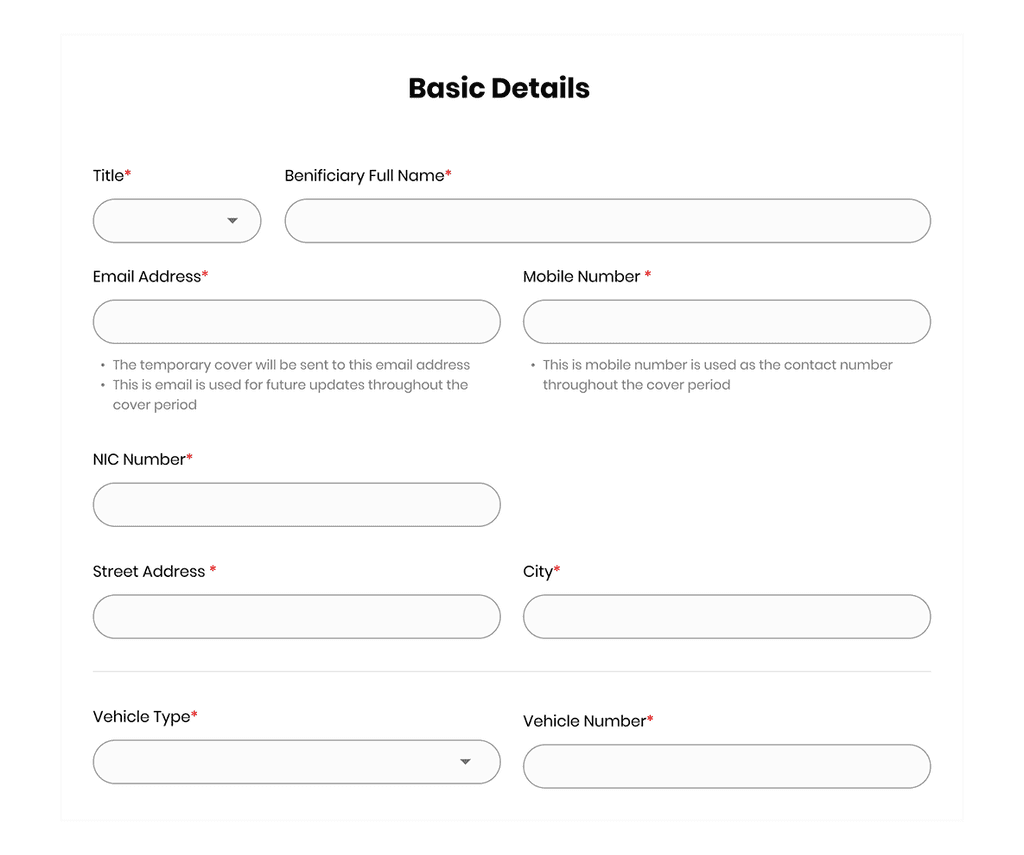 Basic Details
Title*
Benificiary Full Name*
Email Address*
Mobile Number *
• The temporary cover will be sent to this email address
• This is email is used for future updates throughout the
cover period
• This is mobile number is used as the contact number
throughout the cover period
NIC Number*
Street Address *
City*
Vehicle Type*
Vehicle Number*